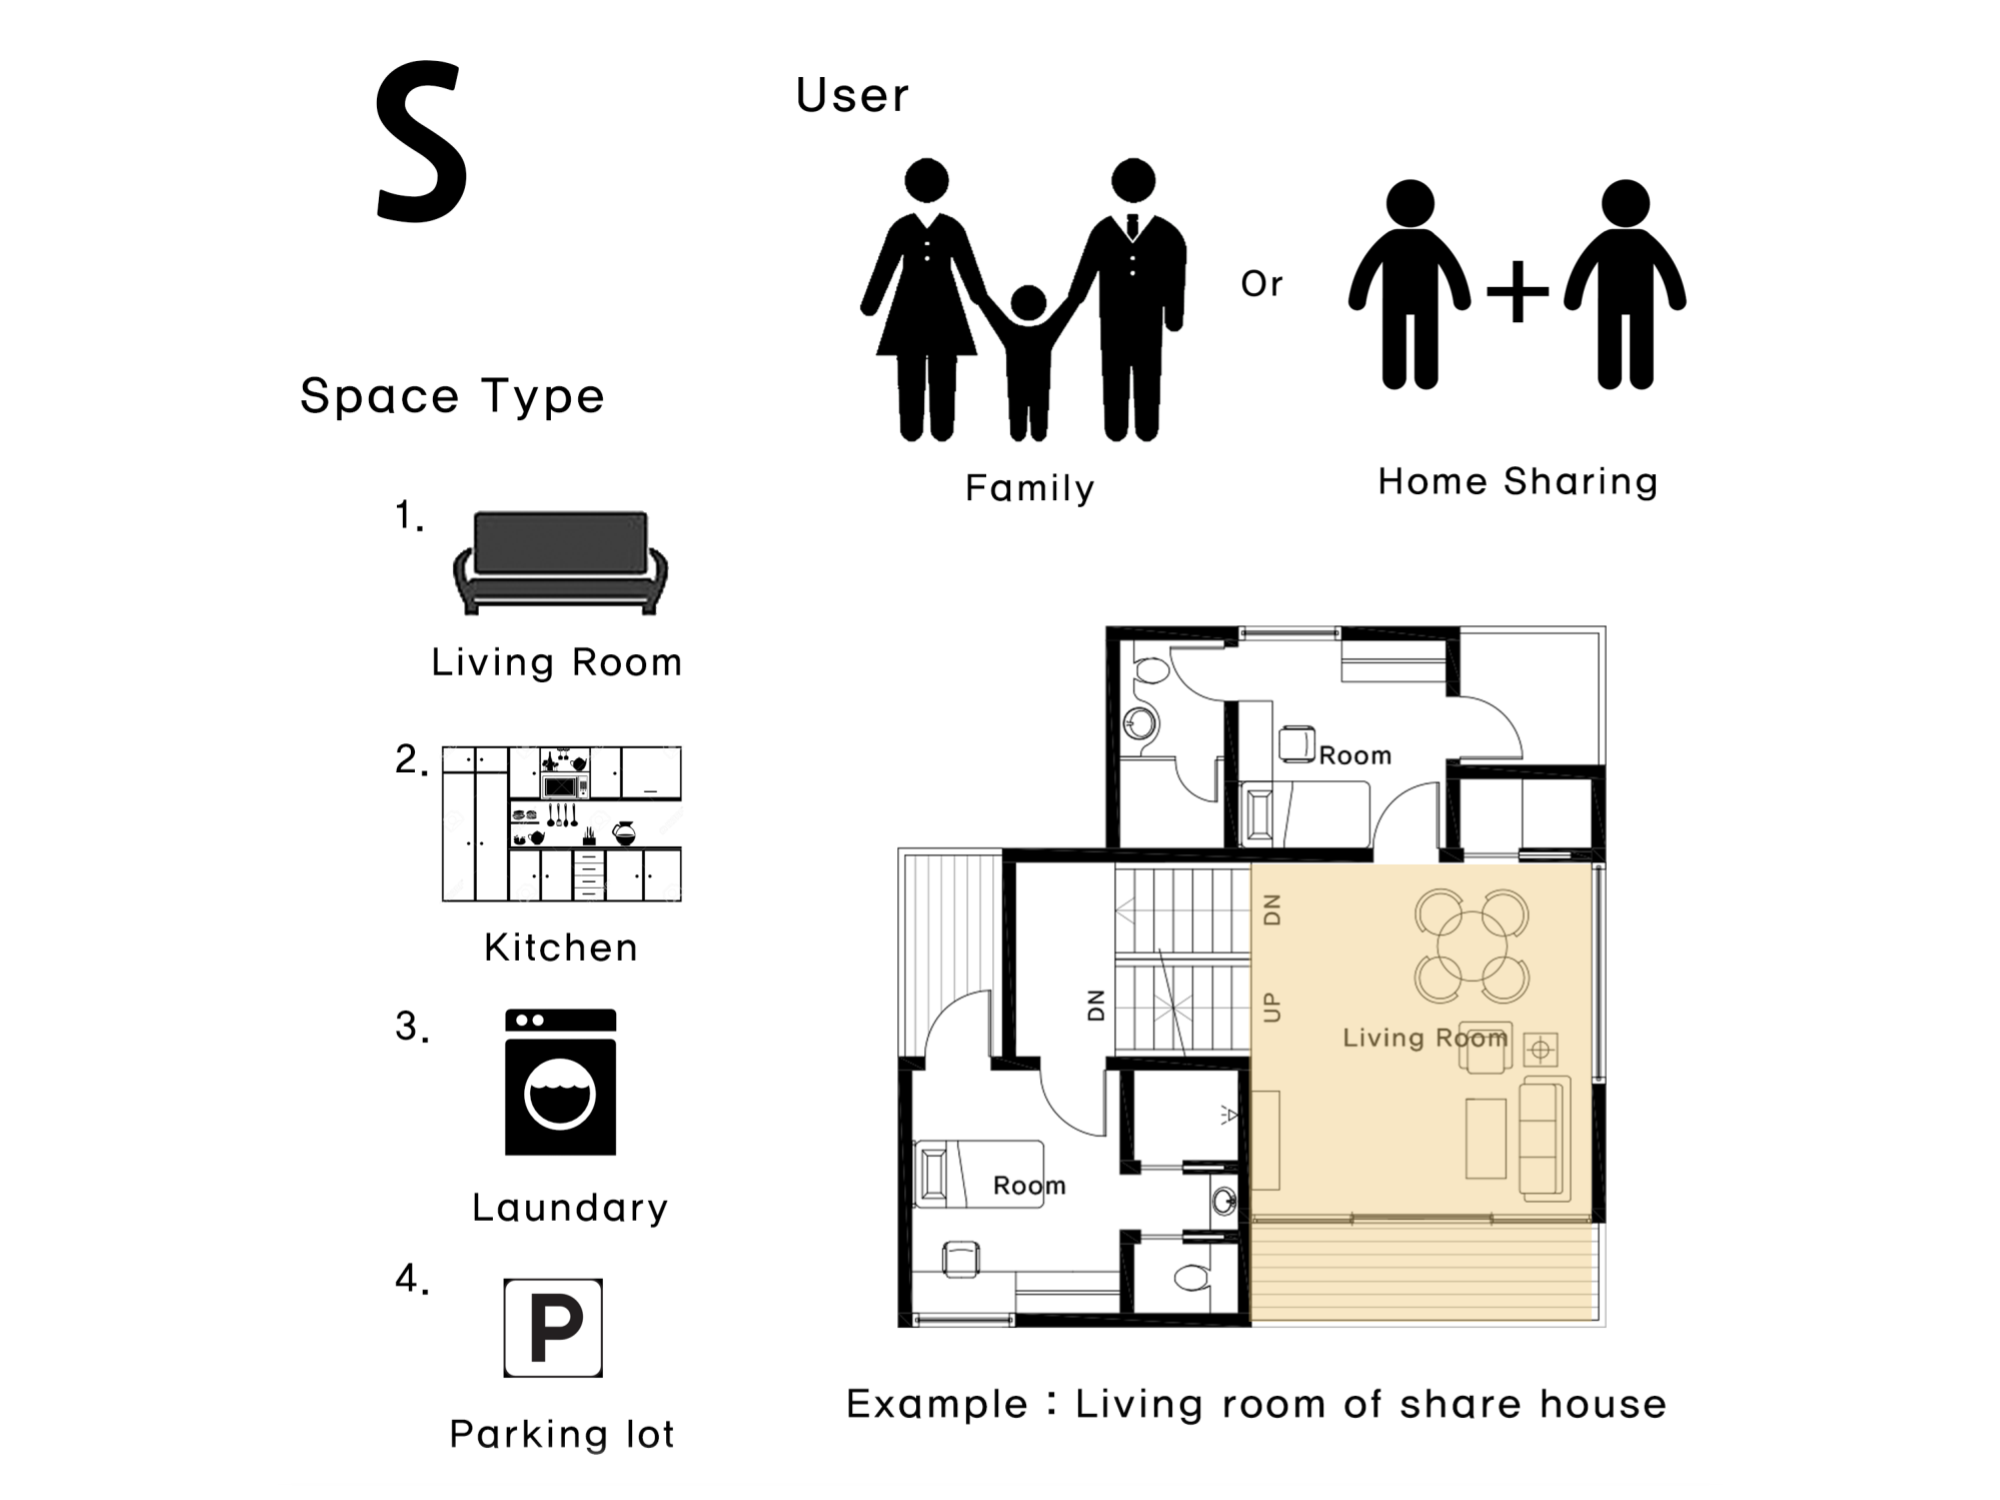 S
User
Or
Family
Home Sharing
Space Type
1.
Living Room
2.
Kitchen
3.
Laundary
4.
P
Parking lot
Room
DN
DN
UP
Living Room
Room
Example : Living room of share house